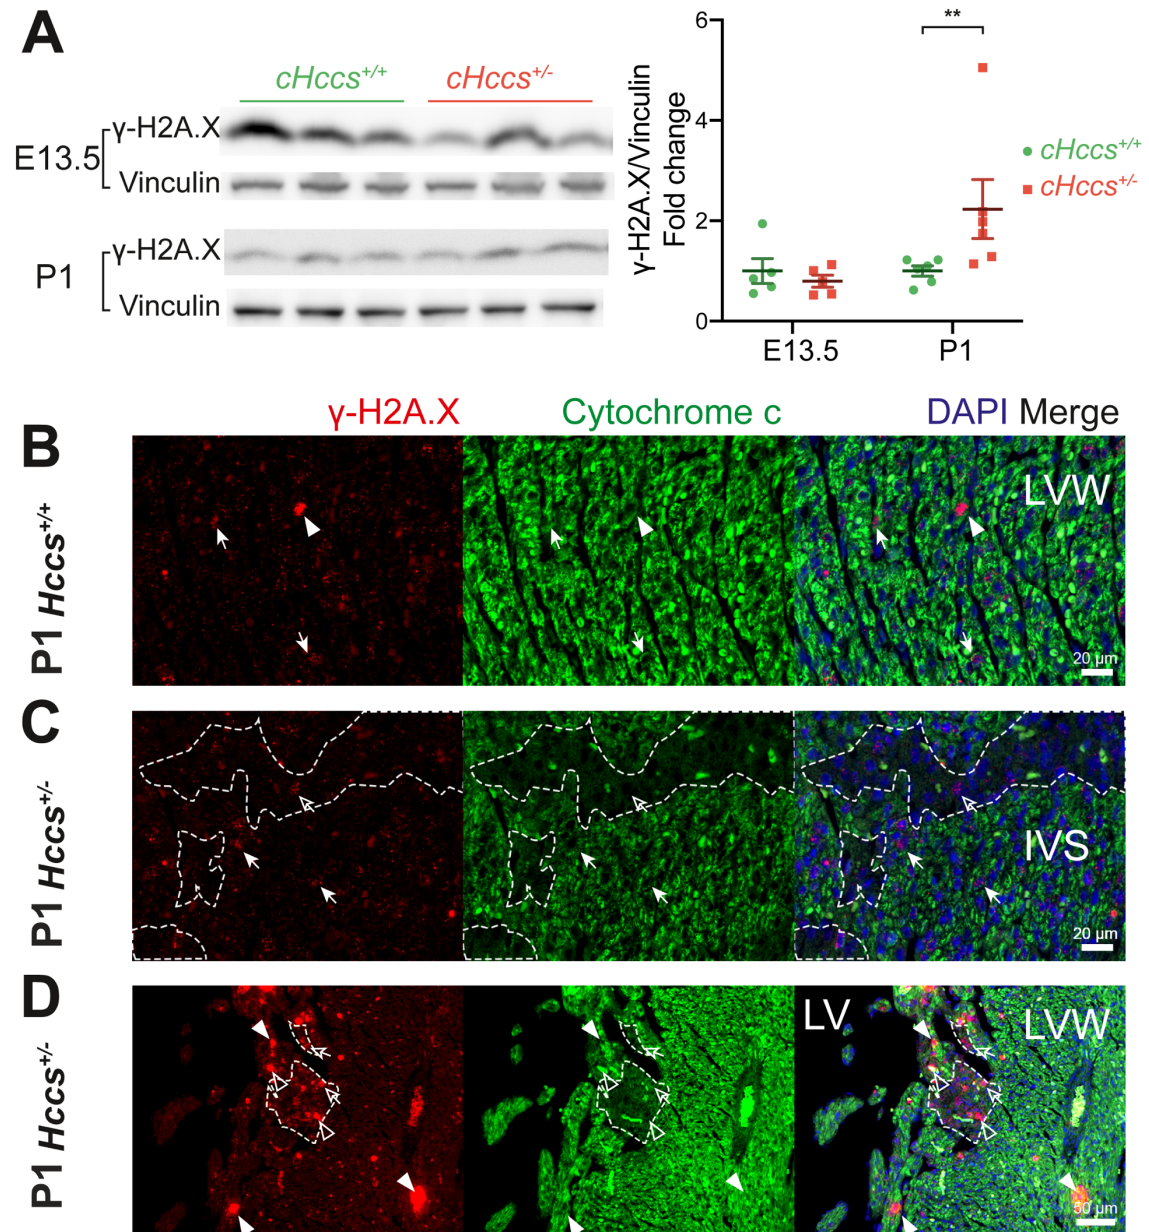 A
cHccs+/+ cHccs+/-
E13.5
γ-H2A.X
Vinculin
P1
γ-H2A.X
Vinculin
γ-H2A.X/Vinculin
Fold change
6
4
2
0
**
E13.5 P1
cHccs+/+
cHccs+/-
γ-H2A.X Cytochrome c DAPI Merge
B
P1 Hccs+/+
LVW
20 µm
C
P1 Hccs+/-
IVS
20 µm
D
P1 Hccs+/-
LV LVW
50 µm